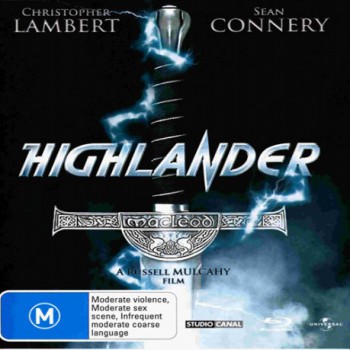 CHRISTOPHER
LAMBERT
SEAN
CONNERY
HIGHLANDER
macleod
A RUSSELL MULCAHY
FILM
M
Moderate violence,
Moderate sex
scene, Infrequent
moderate coarse
language
STUDIO CANAL
UNIVERSAL